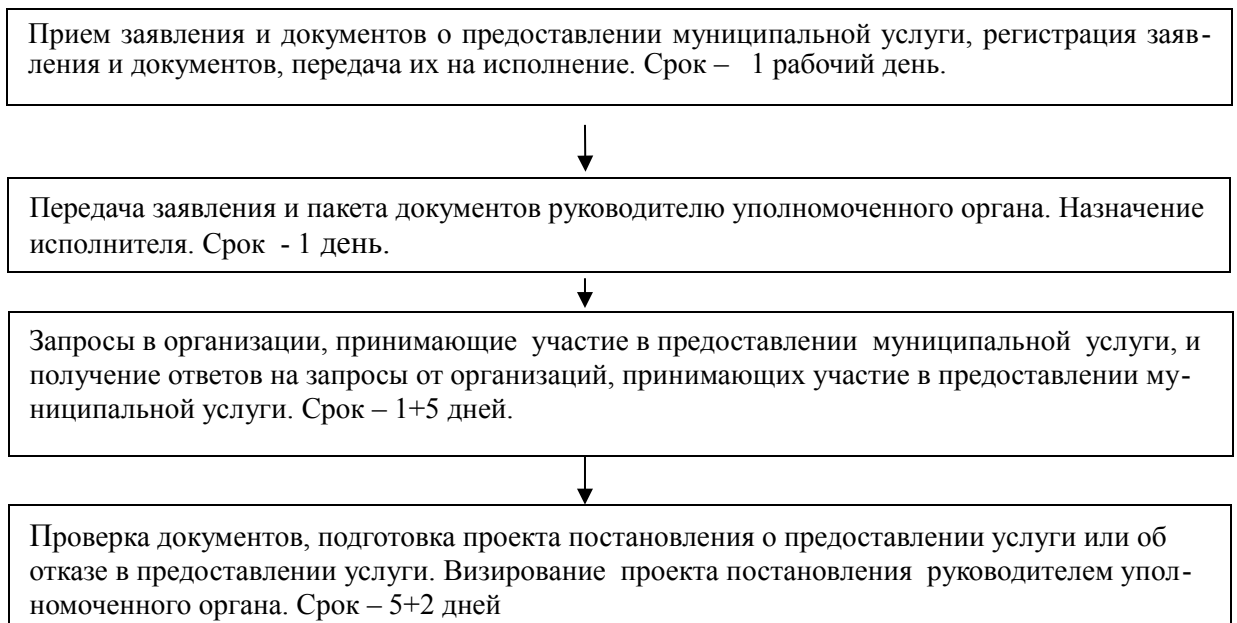 Прием заявления и документов о предоставлении муниципальной услуги, регистрация заяв-
ления и документов, передача их на исполнение. Срок – 1 рабочий день.
Передача заявления и пакета документов руководителю уполномоченного органа. Назначение
исполнителя. Срок - 1 день.
Запросы в организации, принимающие участие в предоставлении муниципальной услуги, и
получение ответов на запросы от организаций, принимающих участие в предоставлении му-
ниципальной услуги. Срок – 1+5 дней.
Проверка документов, подготовка проекта постановления о предоставлении услуги или об
отказе в предоставлении услуги. Визирование проекта постановления руководителем упол-
номоченного органа. Срок – 5+2 дней